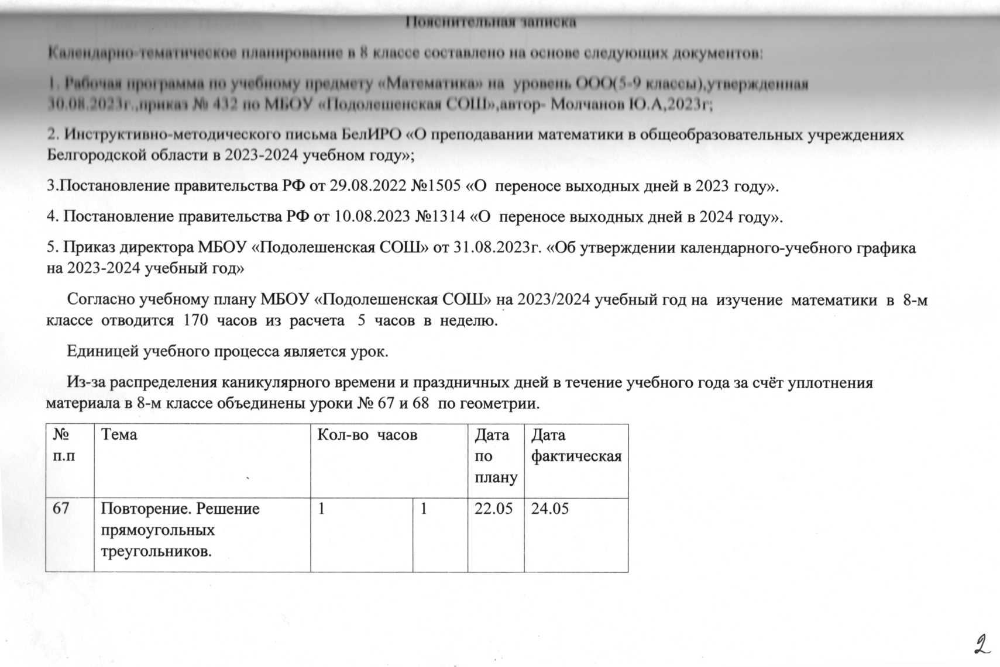 Пояснительная записка
Календарно-тематическое планирование в 8 классе составлено на основе следующих документов:
1. Рабочая программа по учебному предмету «Математика» на уровень ООО(5-9 классы),утвержденная
30.08.2023г.,приказ № 432 по МБОУ «Подолешенская СОШ»,автор- Молчанов Ю.А,2023г;
2. Инструктивно-методического письма БелИРО «О преподавании математики в общеобразовательных учреждениях
Белгородской области в 2023-2024 учебном году»;
3.Постановление правительства РФ от 29.08.2022 №1505 «О переносе выходных дней в 2023 году».
4. Постановление правительства РФ от 10.08.2023 №1314 «О переносе выходных дней в 2024 году».
5. Приказ директора МБОУ «Подолешенская СОШ» от 31.08.2023г. «Об утверждении календарного-учебного графика
на 2023-2024 учебный год»
Согласно учебному плану МБОУ «Подолешенская СОШ» на 2023/2024 учебный год на изучение математики в 8-м
классе отводится 170 часов из расчета 5 часов в неделю.
Единицей учебного процесса является урок.
Из-за распределения каникулярного времени и праздничных дней в течение учебного года за счёт уплотнения
материала в 8-м классе объединены уроки № 67 и 68 по геометрии.
№ Тема Кол-во часов Дата Дата
п.п по фактическая
плану
67 Повторение. Решение 1 1 22.05 24.05
прямоугольных
треугольников.
2